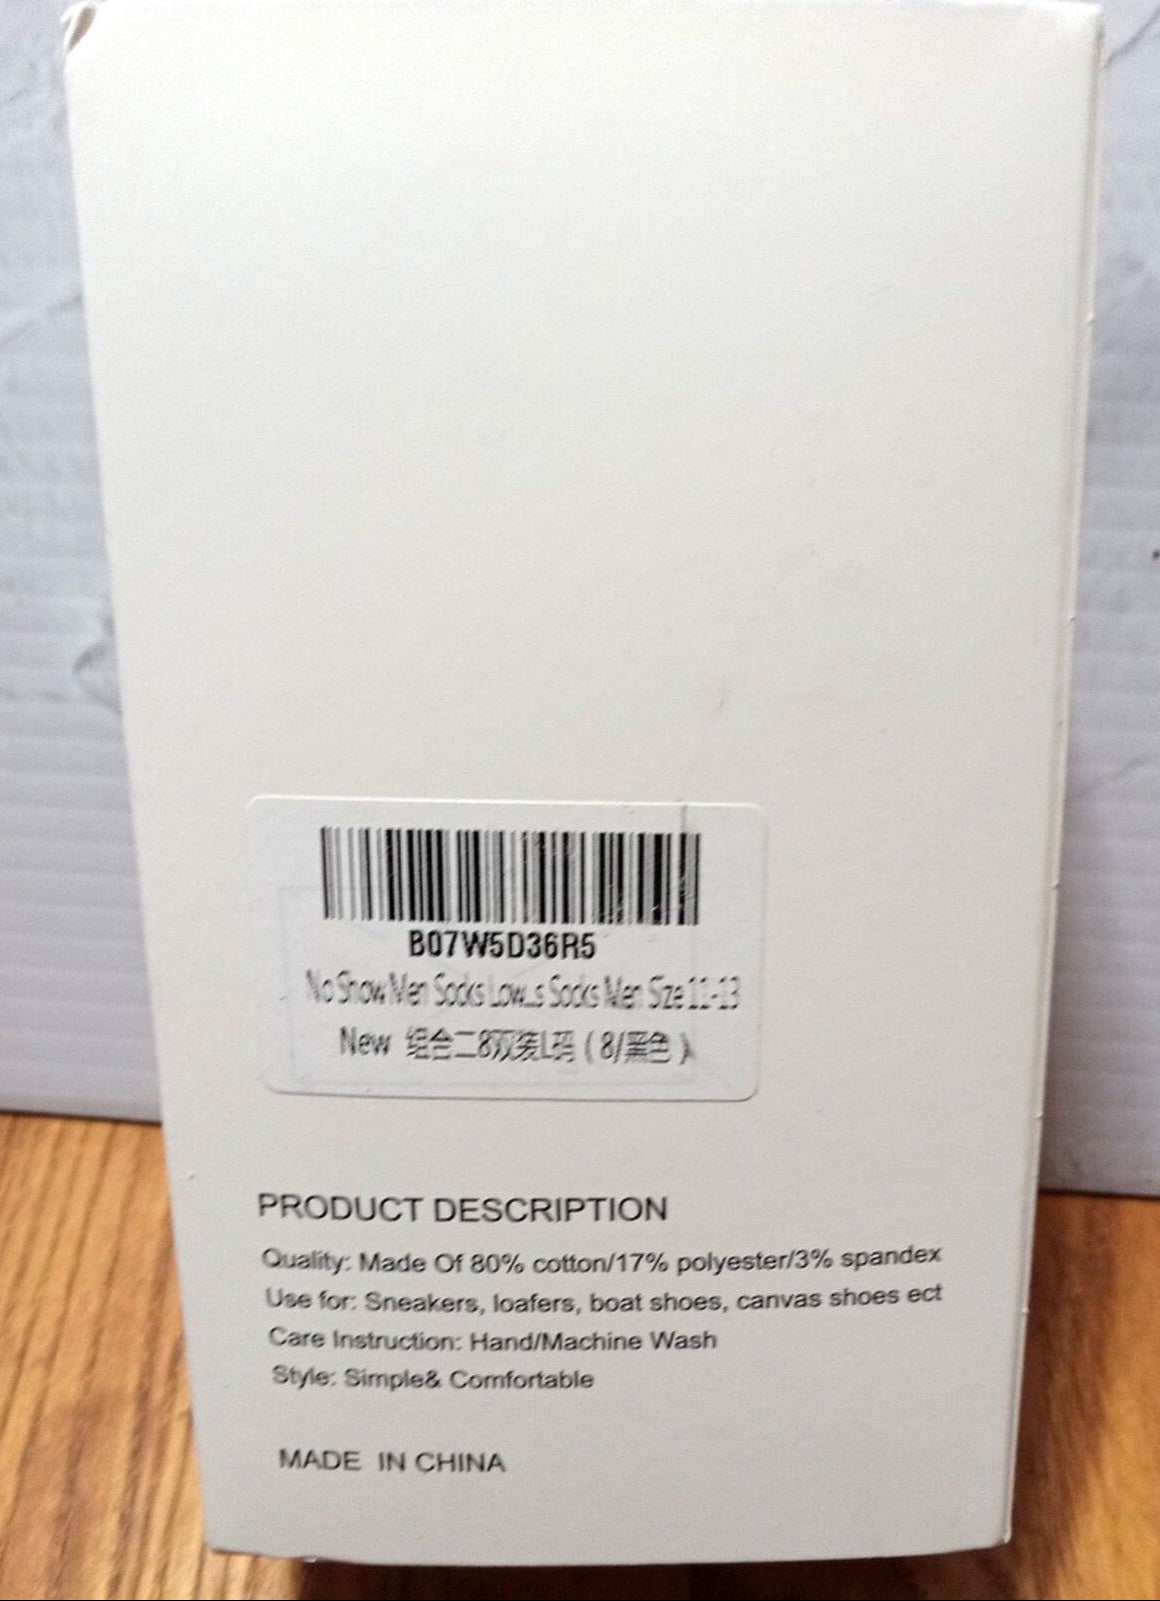 B07W5D36R5
No Show Men Socks Low...s Socks Men Size 11-13
New 组合二8双装L码（8/黑色）
PRODUCT DESCRIPTION
Quality: Made Of 80% cotton/17% polyester/3% spandex
Use for: Sneakers, loafers, boat shoes, canvas shoes ect
Care Instruction: Hand/Machine Wash
Style: Simple& Comfortable
MADE IN CHINA